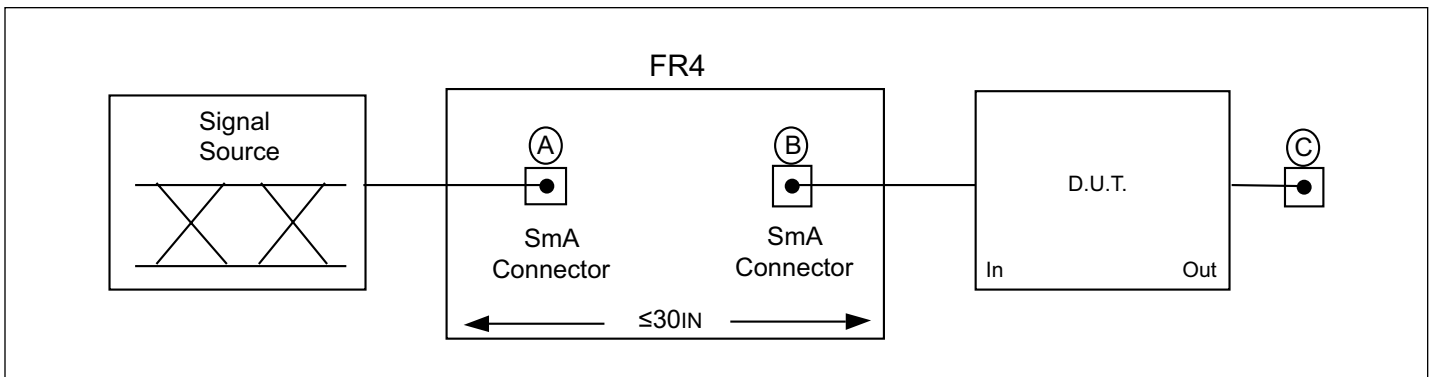 FR4
Signal
Source
A
SmA
Connector
B
SmA
Connector
≤30IN
D.U.T.
In
Out
C